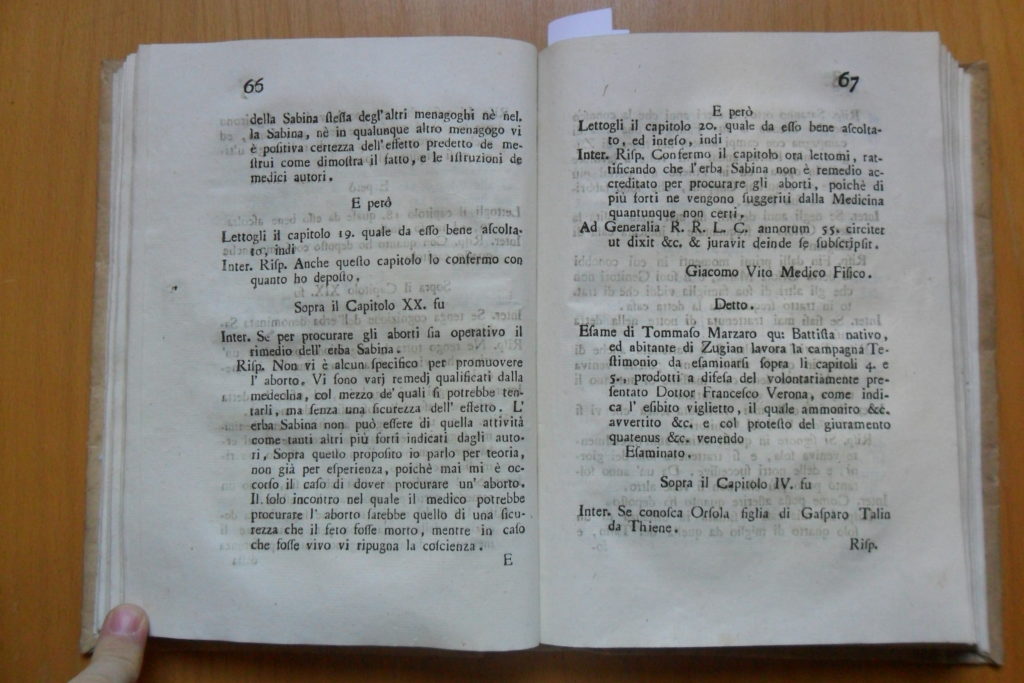 66
della Sabina ſteſſa degl'altri menagoghi nè nel.
la Sabina, nè in qualunque altro menagogo vi
è poſitiva certezza dell'effetto predetto de me-
ſtrui come dimoſtra il fatto, e le iſtruzioni de
medici autori.
E però
Lettogli il capitolo 19. quale da eſſo bene aſcolta-
to, indi
Inter. Riſp. Anche queſto capitolo lo confermo con
quanto ho depoſto.
Sopra il Capitolo XX. fu
Inter. Se per procurare gli aborti ſia operativo il
rimedio dell' erba Sabina.
Riſp. Non vi è alcun ſpecifico per promuovere
l' aborto. Vi ſono varj remedj qualificati dalla
medecina, col mezzo de' quali ſi potrebbe ten-
tarli, ma ſenza una ſicurezza dell' effetto. L'
erba Sabina non può eſſere di quella attività
come tanti altri più forti indicati dagli auto-
ri, Sopra queſto propoſito io parlo per teoria,
non già per eſperienza, poichè mai mi è oc-
corſo il caſo di dover procurare un' aborto.
Il ſolo incontro nel quale il medico potrebbe
procurare l' aborto ſarebbe quello di una ſicu-
rezza che il feto foſſe morto, mentre in caſo
che foſſe vivo vi ripugna la coſcienza.
E
67
E però
Lettogli il capitolo 20. quale da eſſo bene aſcolta-
to, ed inteſo, indi
Inter. Riſp. Confermo il capitolo ora lettomi, rat-
tificando che l'erba Sabina non è remedio ac-
creditato per procurare gli aborti, poichè di
più forti ne vengono ſuggeriti dalla Medicina
quantunque non certi.
Ad Generalia R. R. L. C. annorum 55. circiter
ut dixit &c. & juravit deinde ſe ſubſcripſit.
Giacomo Vito Medico Fiſico.
Detto.
Eſame di Tommaſo Marzaro qu: Battiſta nativo,
ed abitante di Zugian lavora la campagna Te-
ſtimonio da eſaminarſi ſopra li capitoli 4. e
5., prodotti a difeſa del volontariamente pre-
ſentato Dottor Franceſco Verona, come indi-
ca l' eſibito viglietto, il quale ammonito &c.
avvertito &c. e col proteſto del giuramento
quatenus &c. venendo
Eſaminato.
Sopra il Capitolo IV. fu
Inter. Se conoſca Orſola figlia di Gaſparo Talin
da Thiene.
Riſp.